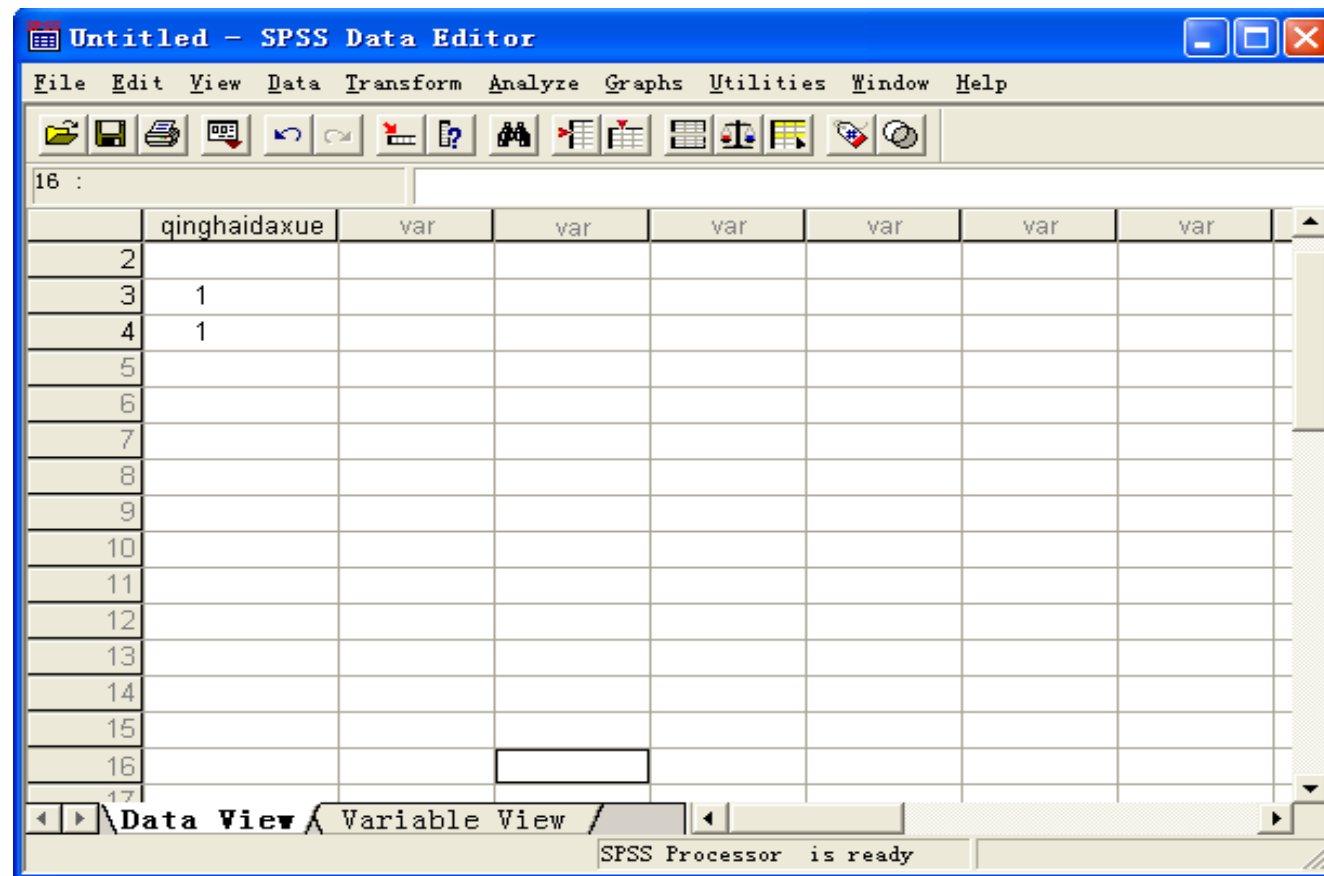 SPSS
Untitled - SPSS Data Editor
File Edit View Data Transform Analyze Graphs Utilities Window Help
16 :
qinghaidaxue var var var var var var
2
3 1
4 1
5
6
7
8
9
10
11
12
13
14
15
16
17
Data View Variable View
SPSS Processor is ready